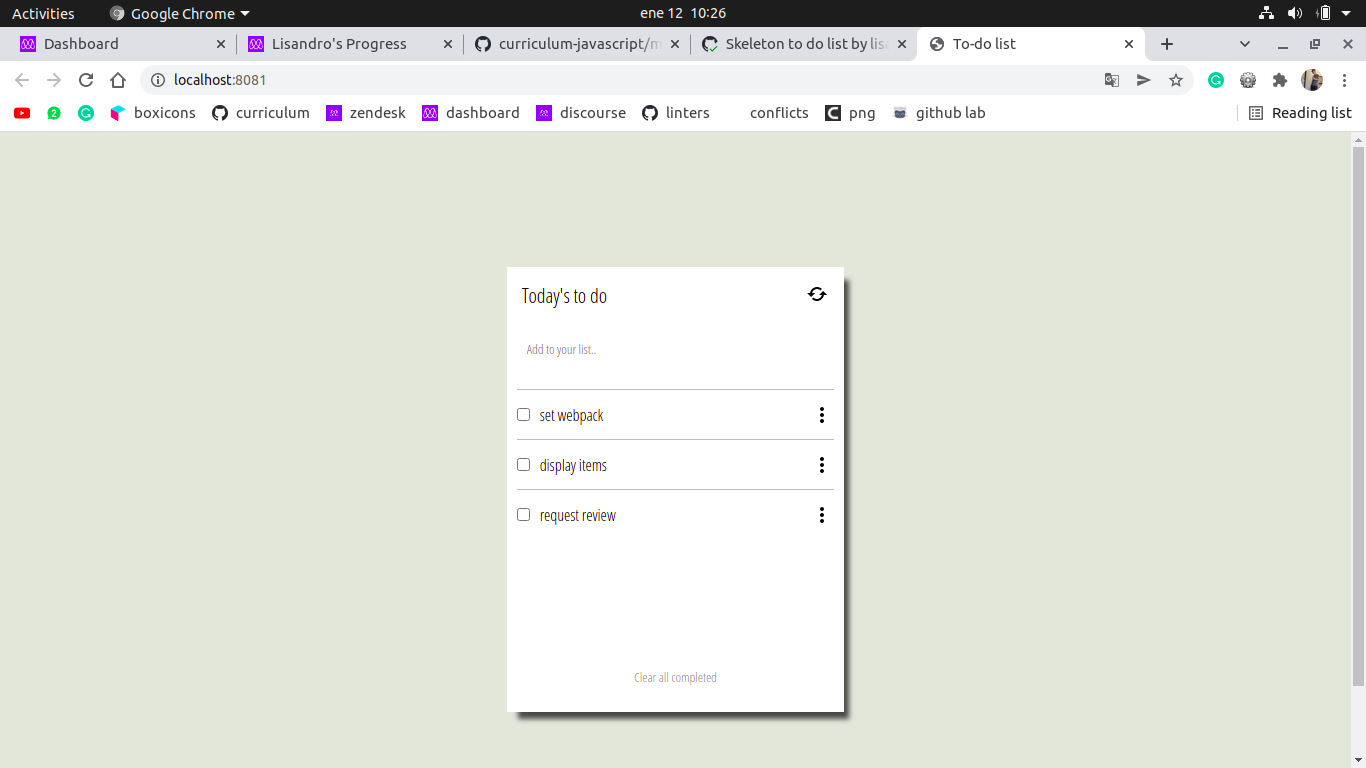 Activities Google Chrome ene 12 10:26
Dashboard Lisandro's Progress curriculum-javascript/m Skeleton to do list by lis To-do list
localhost:8081
2 boxicons curriculum zendesk dashboard discourse linters conflicts png github lab Reading list
Today's to do
Add to your list..
set webpack
display items
request review
Clear all completed